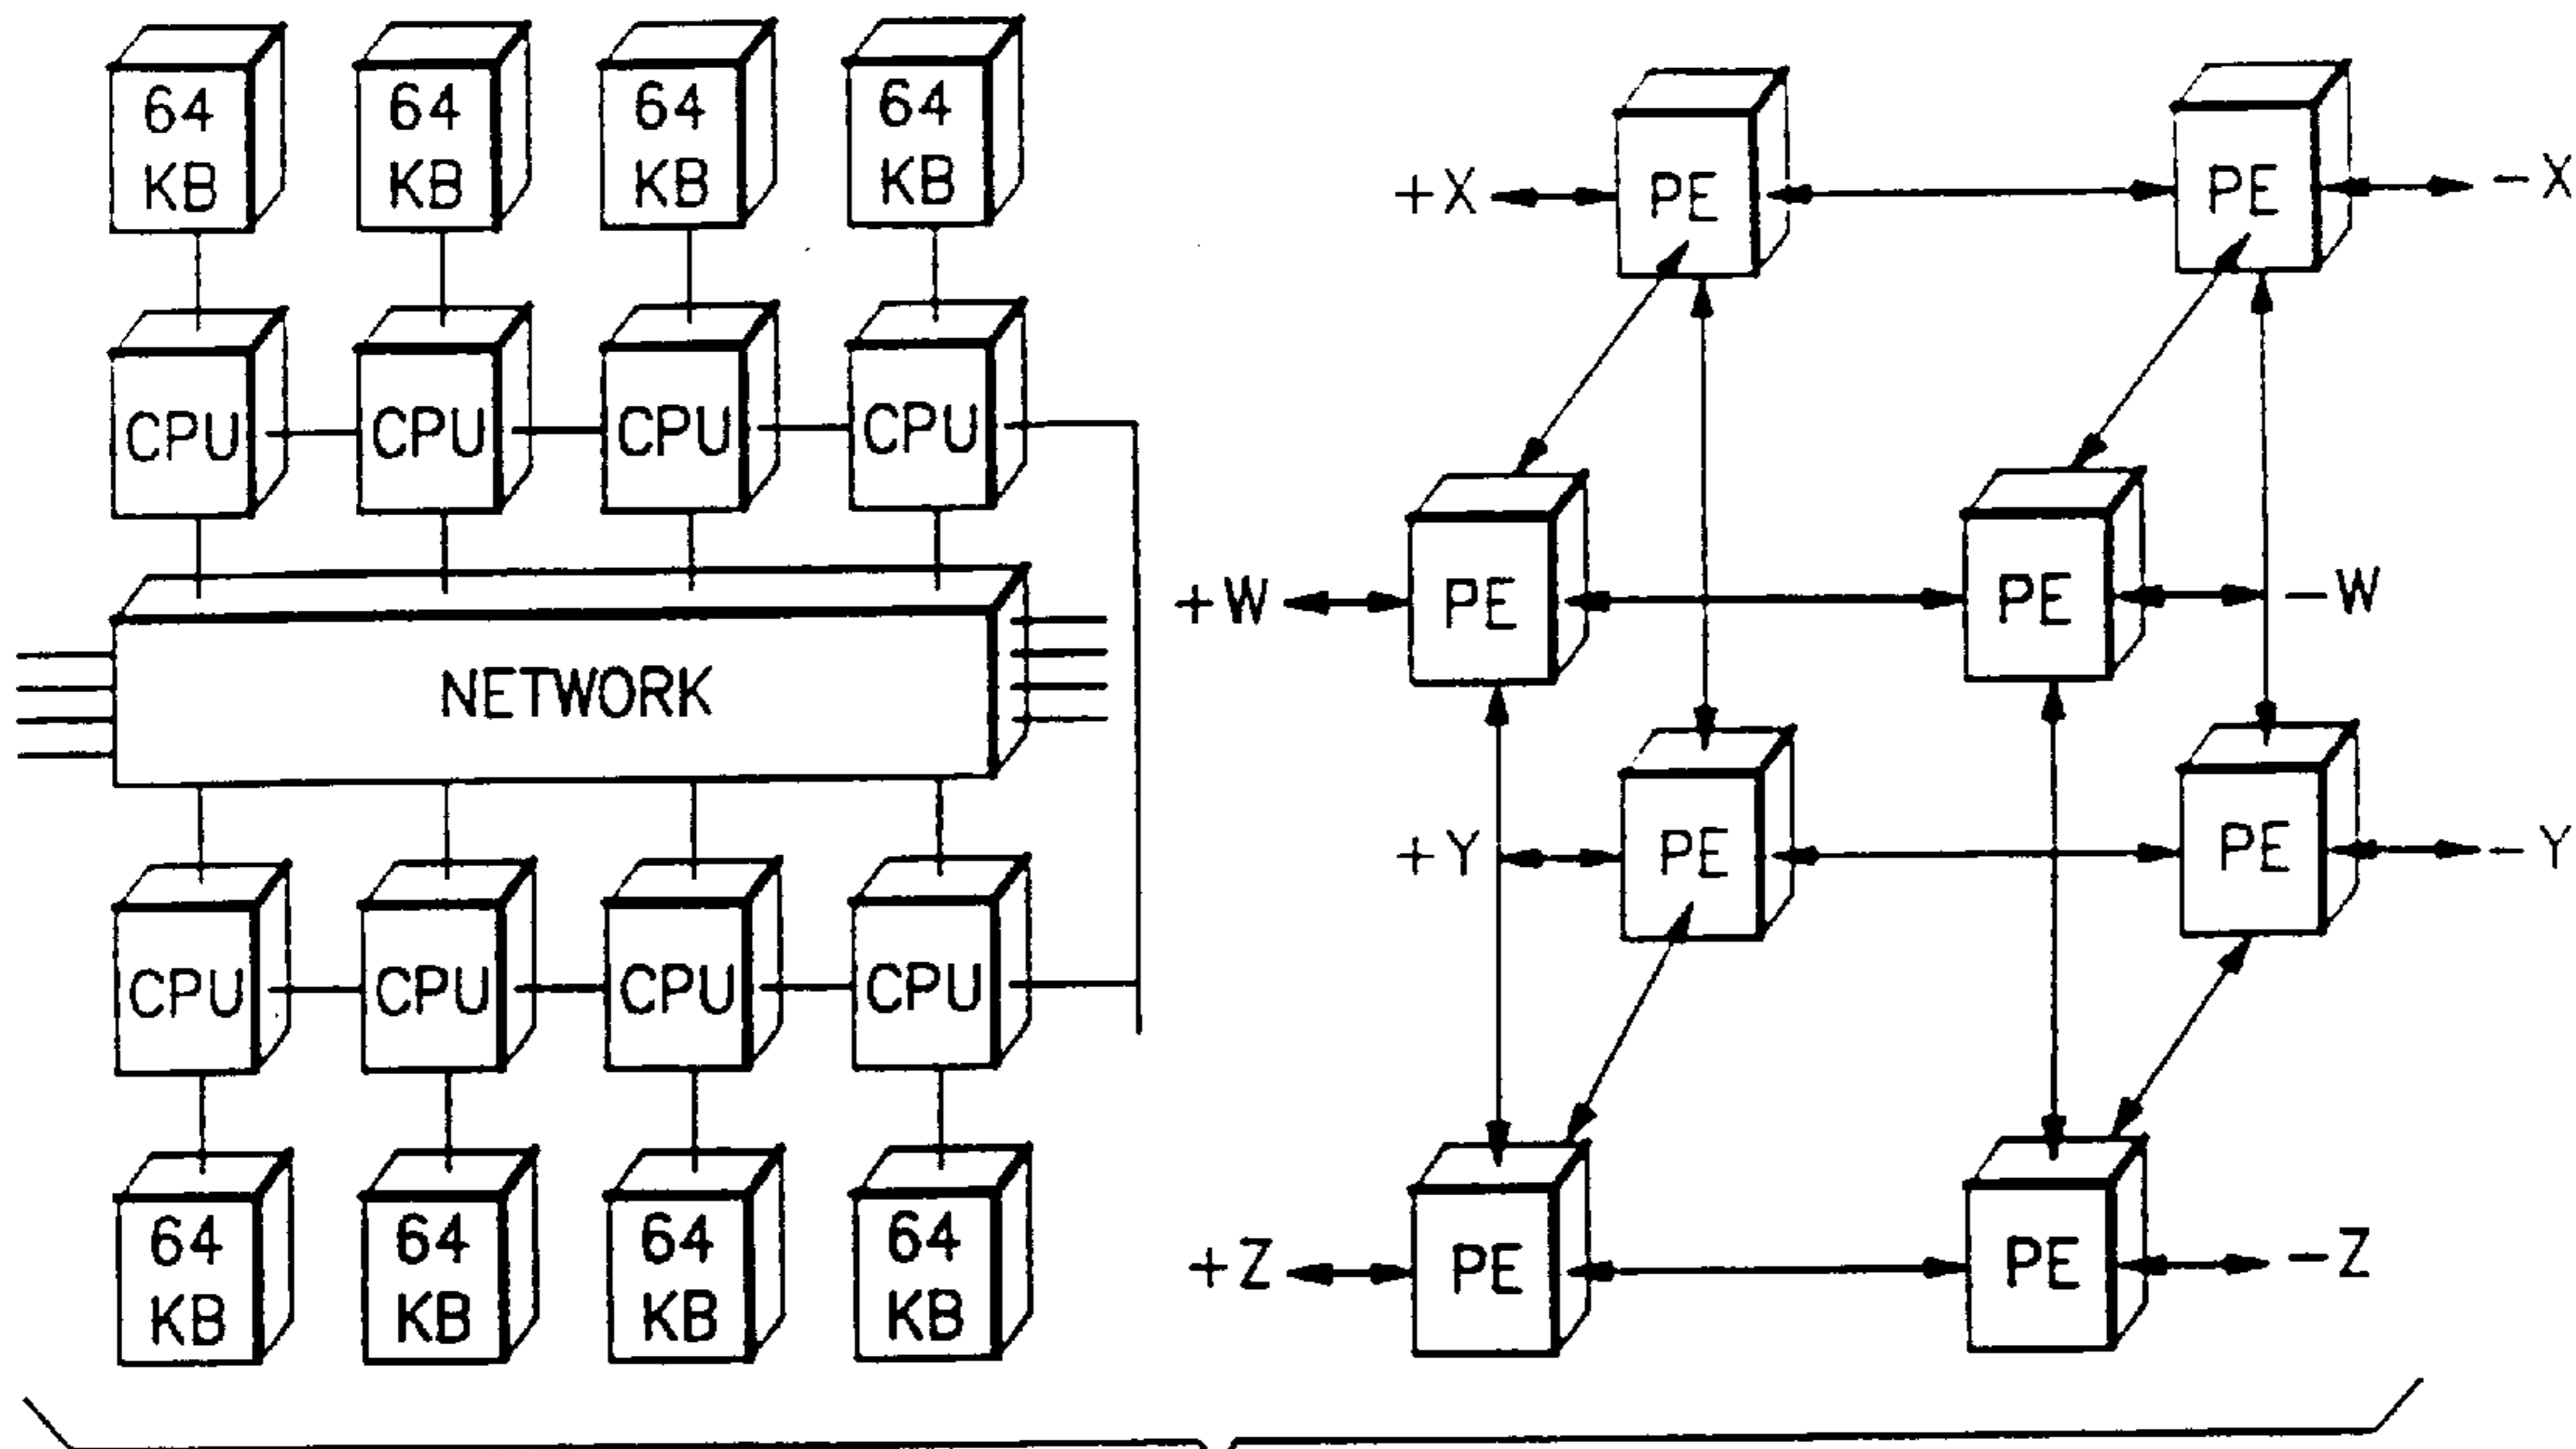 64 KB
64 KB
64 KB
64 KB
CPU
CPU
CPU
CPU
NETWORK
CPU
CPU
CPU
CPU
64 KB
64 KB
64 KB
64 KB
+X
PE
PE
-X
+W
PE
PE
-W
+Y
PE
PE
-Y
+Z
PE
PE
-Z